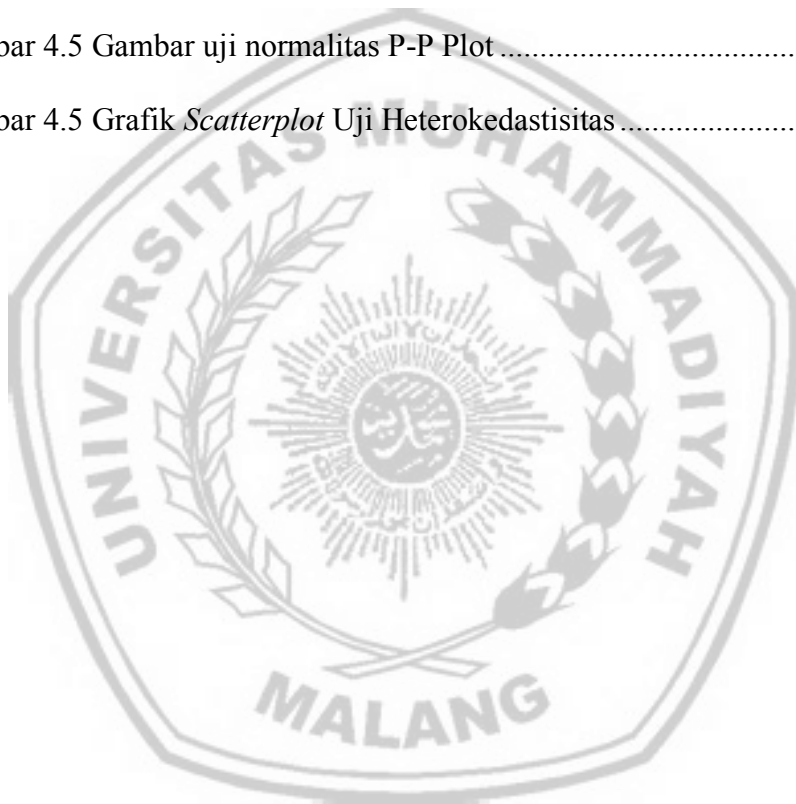 bar 4.5 Gambar uji normalitas P-P Plot ......................................
bar 4.5 Grafik Scatterplot Uji Heterokedastisitas ......................
UNIVERSITAS MUHAMMADIYAH
MALANG